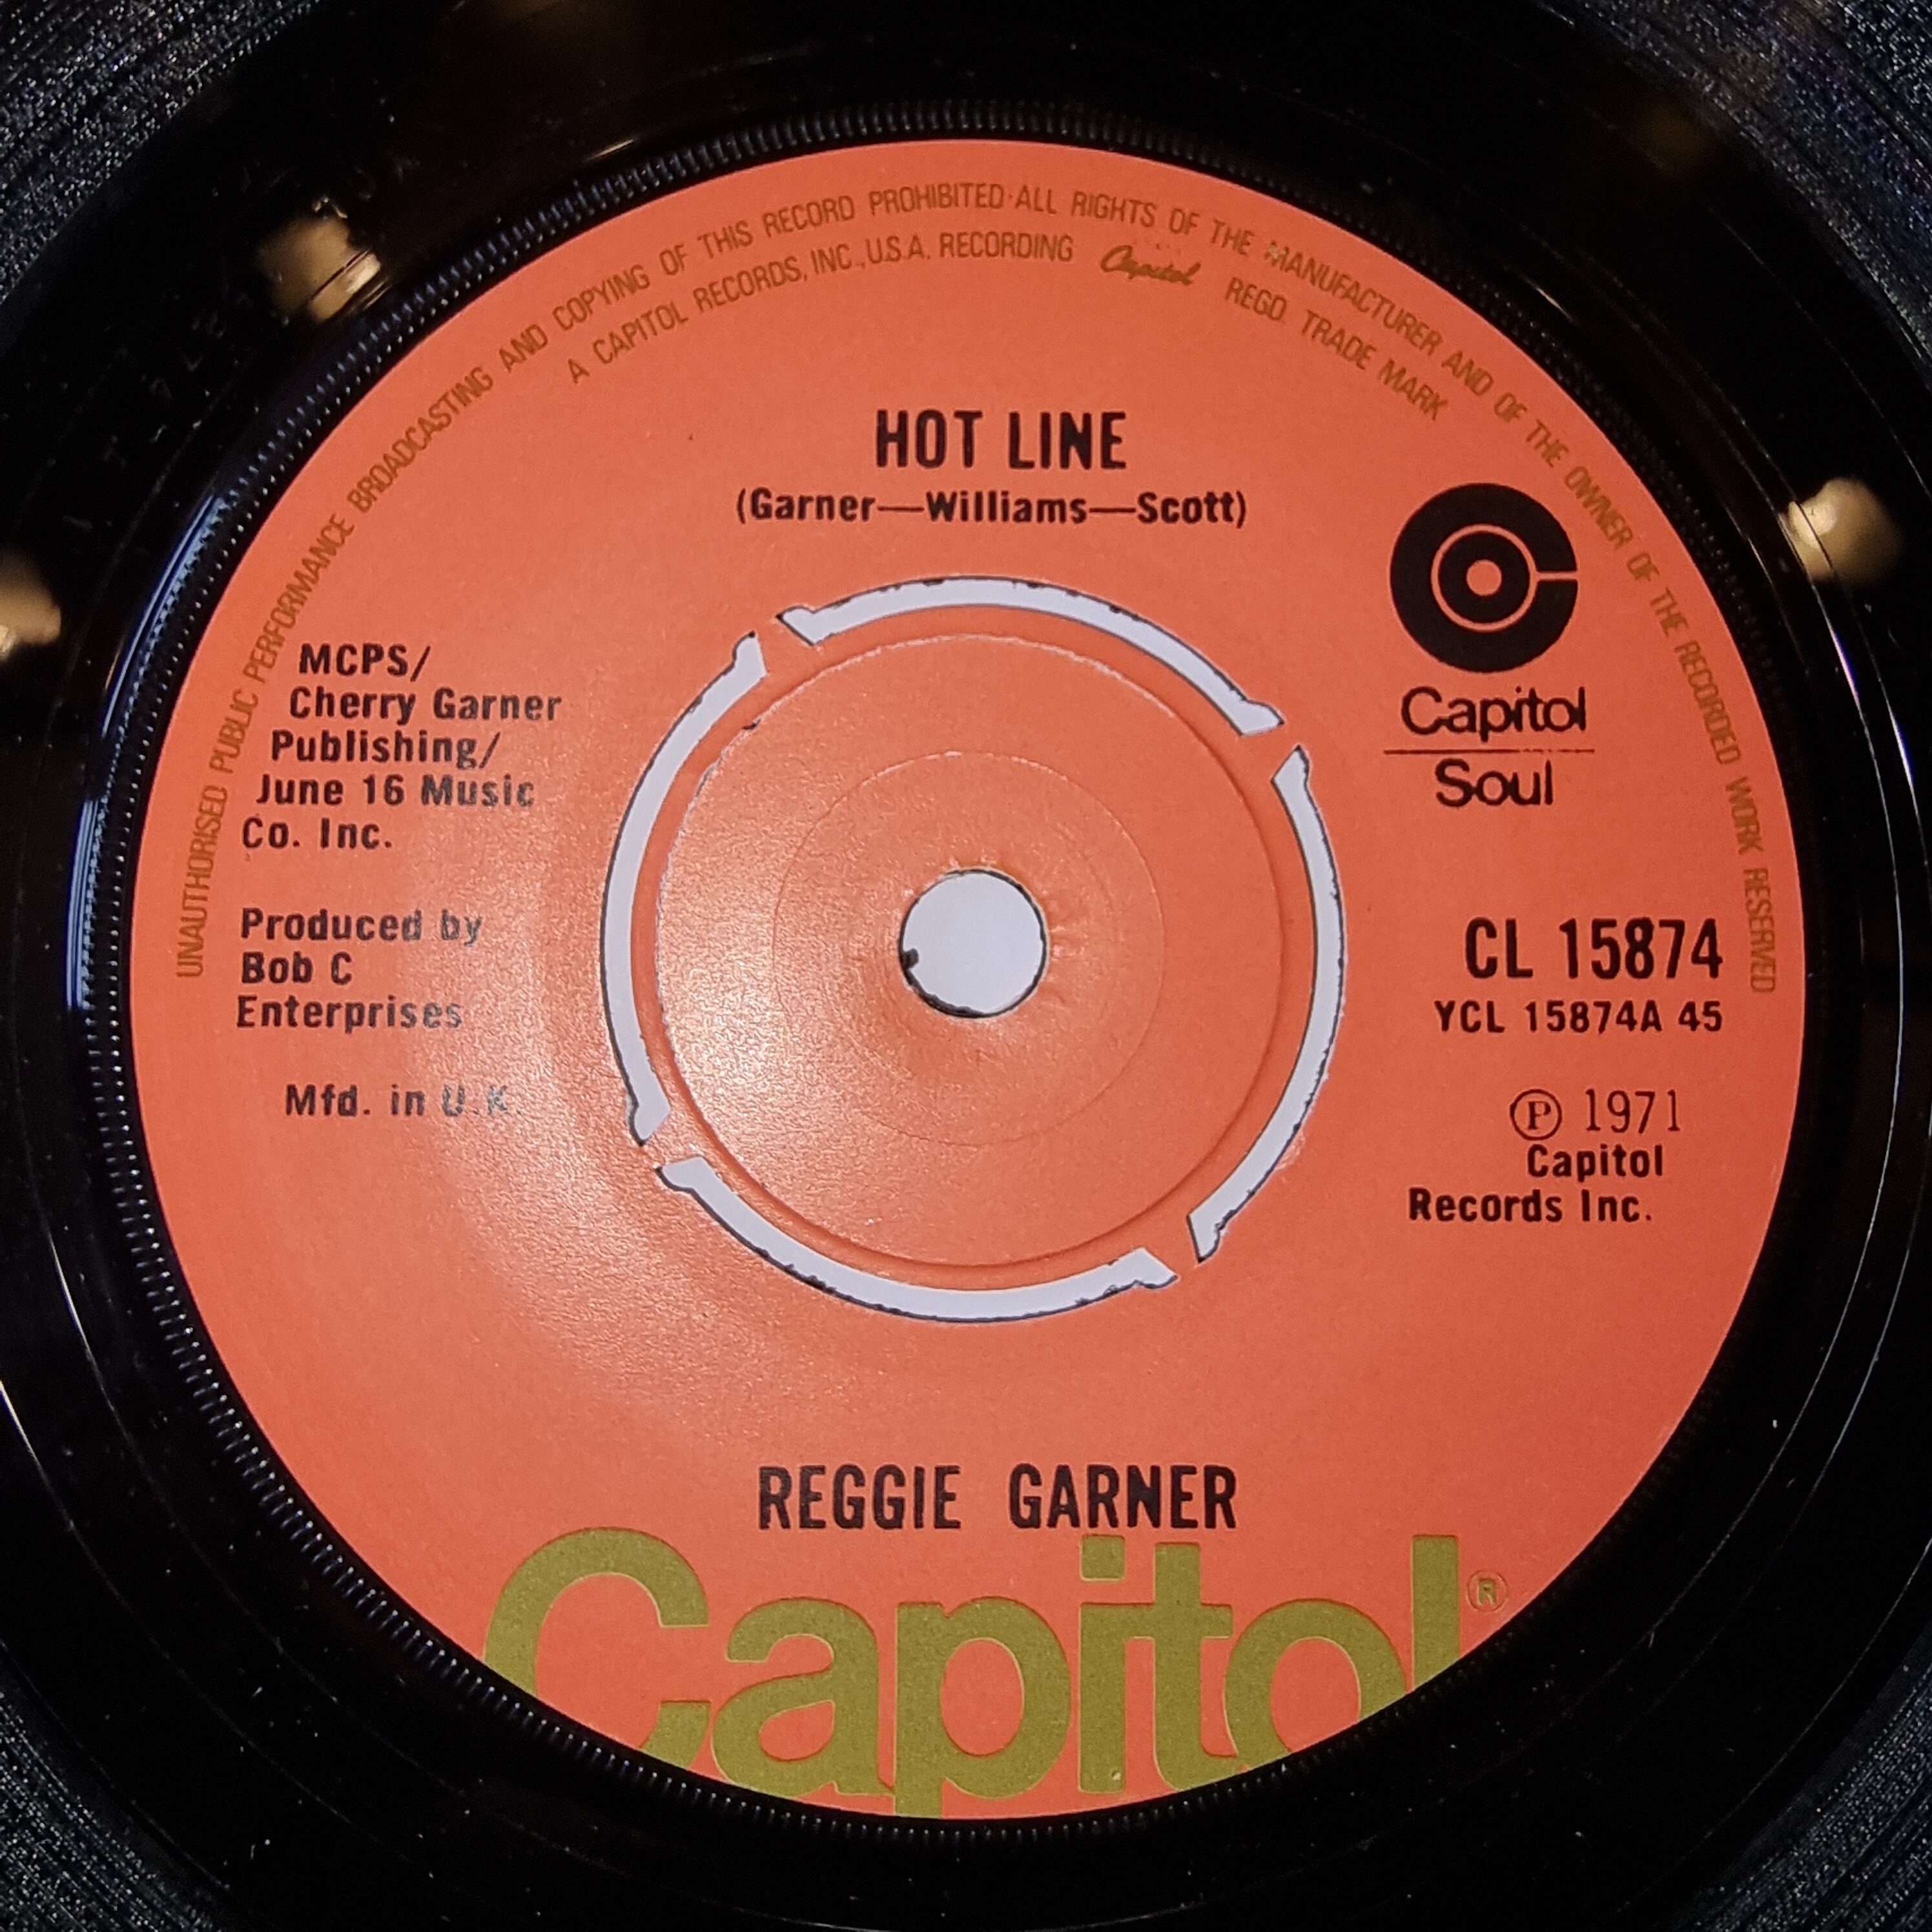 UNAUTHORISED PUBLIC PERFORMANCE BROADCASTING AND COPYING OF THIS RECORD PROHIBITED·ALL RIGHTS OF THE MANUFACTURER AND OF THE OWNER OF THE RECORDED WORK RESERVED
A CAPITOL RECORDS, INC., U.S.A. RECORDING Capitol REGD. TRADE MARK
HOT LINE
(Garner—Williams—Scott)
MCPS/
Cherry Garner
Publishing/
June 16 Music
Co. Inc.
Produced by
Bob C
Enterprises
Mfd. in U.K.
Capitol
Soul
CL 15874
YCL 15874A 45
Ⓟ 1971
Capitol
Records Inc.
REGGIE GARNER
Capitol®